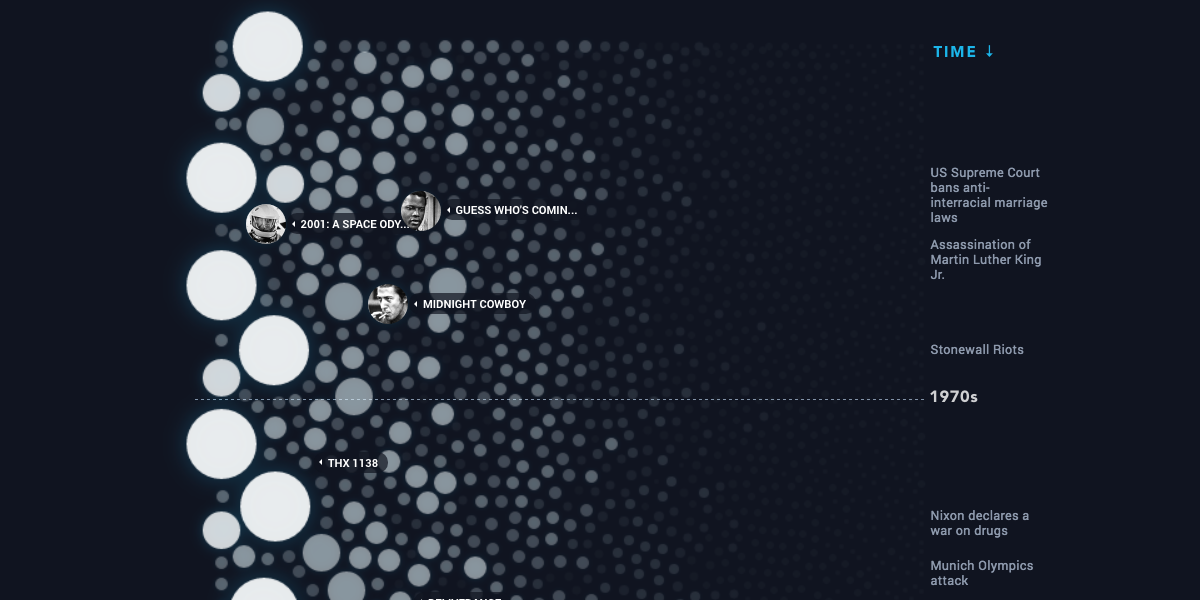 TIME ↓
US Supreme Court
bans anti-
interracial marriage
laws
GUESS WHO'S COMIN...
2001: A SPACE ODY...
Assassination of
Martin Luther King
Jr.
MIDNIGHT COWBOY
Stonewall Riots
1970s
THX 1138
Nixon declares a
war on drugs
Munich Olympics
attack